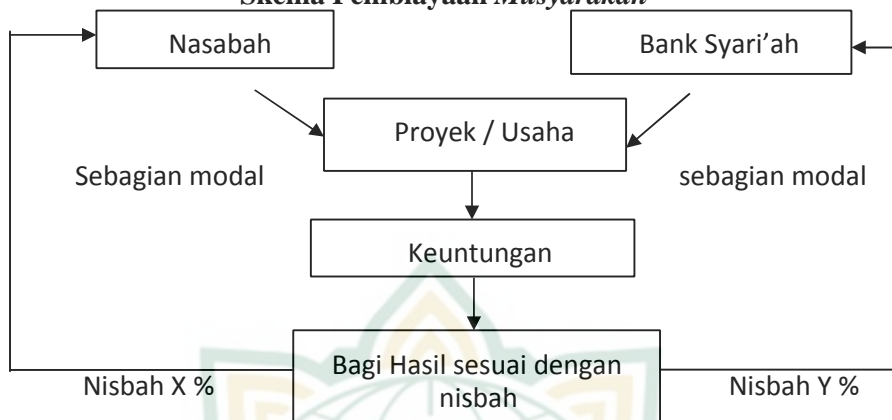 Skema Pembiayaan Musyarakah
Nasabah
Bank Syari’ah
Proyek / Usaha
Sebagian modal
sebagian modal
Keuntungan
Bagi Hasil sesuai dengan
nisbah
Nisbah X %
Nisbah Y %